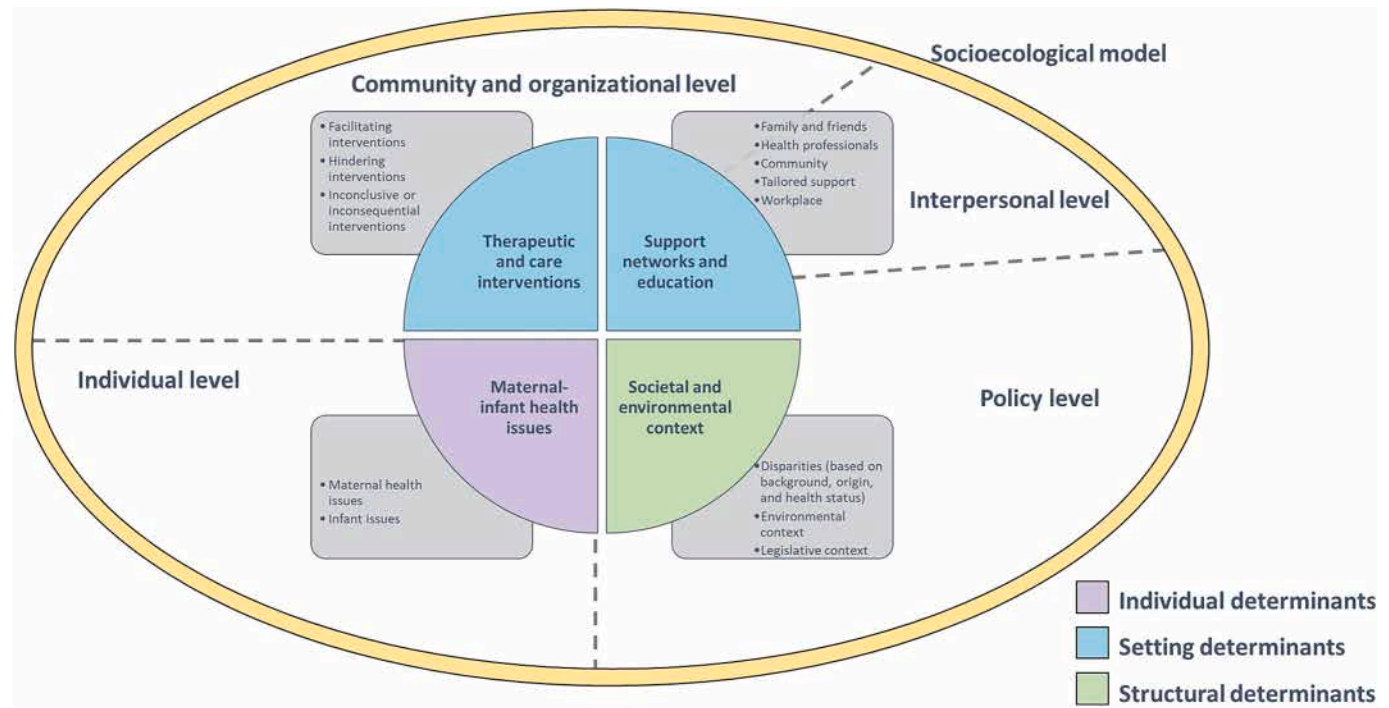 Socioecological model
Community and organizational level
• Facilitating
interventions
• Hindering
interventions
• Inconclusive or
Inconsequential
interventions
•Family and friends
•Health professionals
•Community
•Tailored support
•Workplace
Interpersonal level
Therapeutic
and care
interventions
Support
networks and
education
Individual level
Maternal-
infant health
issues
Societal and
environmental
context
Policy level
• Maternal health
issues
• Infant issues
•Disparities (based on
background, origin,
and health status)
•Environmental
context
•Legislative context
Individual determinants
Setting determinants
Structural determinants